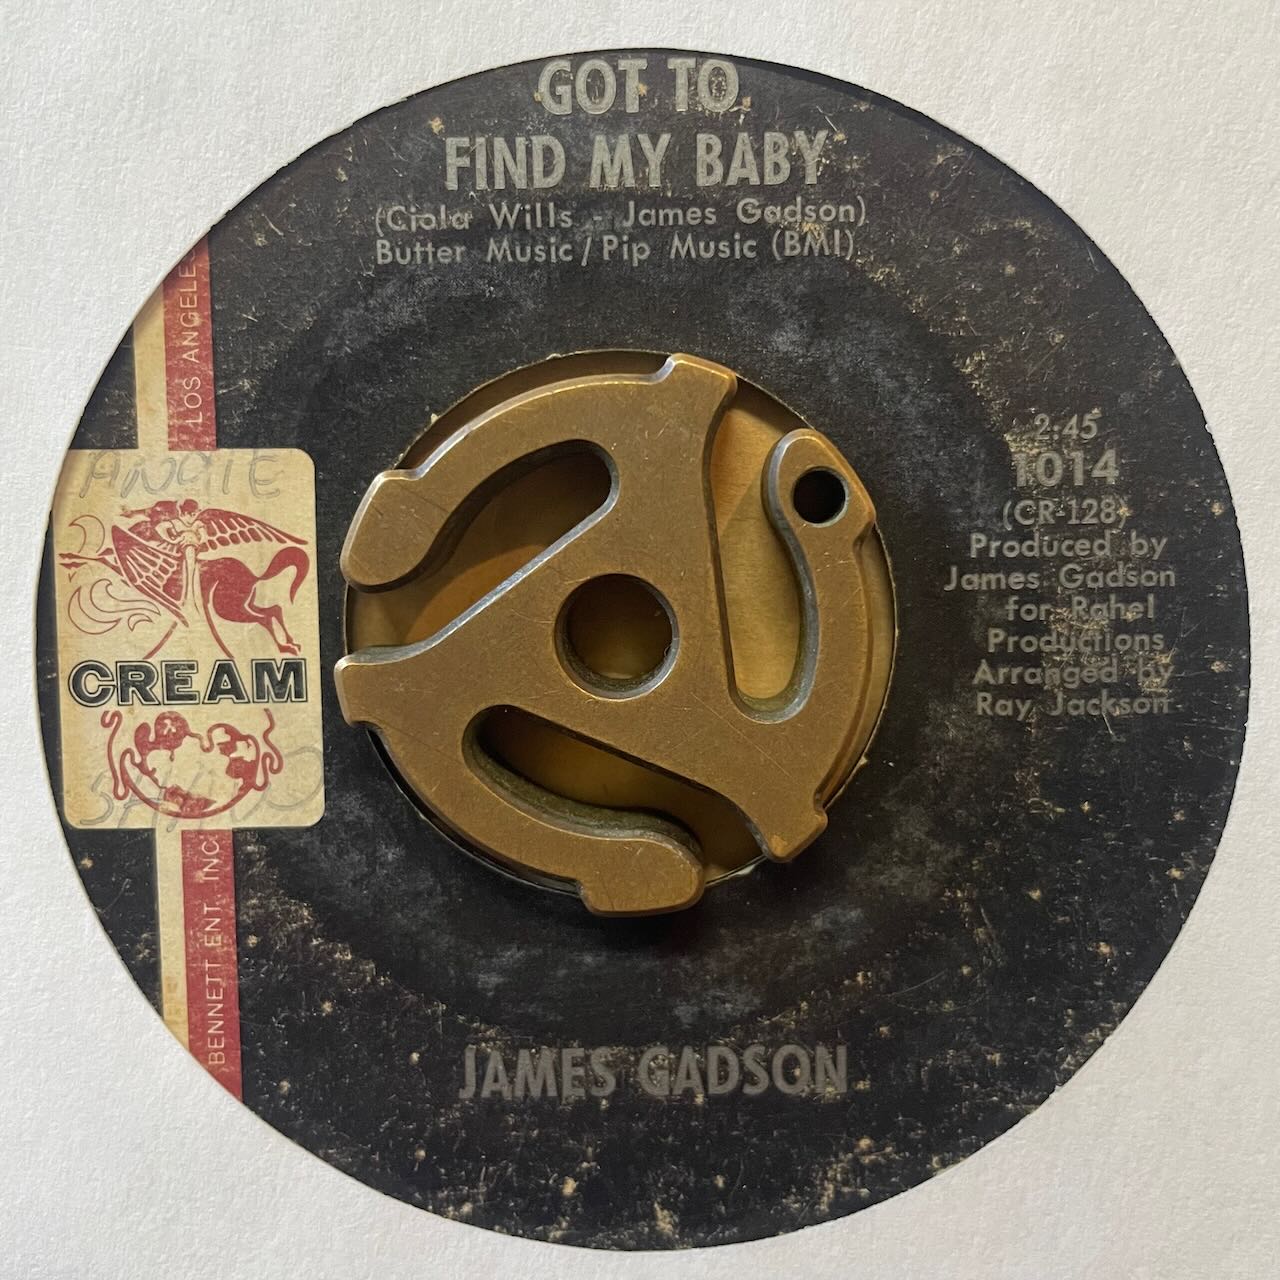 GOT TO
FIND MY BABY
(Ciola Wills - James Gadson)
Butter Music/Pip Music (BMI)
LOS ANGELES
ANGIE
CREAM
BENNETT ENT. INC.
2:45
1014
(CR-128)
Produced by
James Gadson
for Rahel
Productions
Arranged by
Ray Jackson
JAMES GADSON